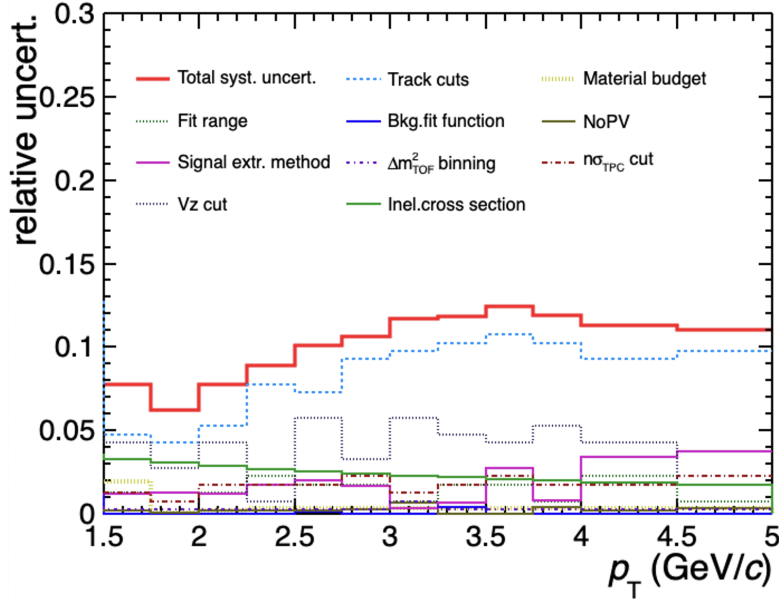 relative uncert.
0.3
0.25
0.2
0.15
0.1
0.05
0
Total syst. uncert.
Track cuts
Material budget
Fit range
Bkg.fit function
NoPV
Signal extr. method
Δm²TOF binning
nσTPC cut
Vz cut
Inel.cross section
1.5 2 2.5 3 3.5 4 4.5 5
pT (GeV/c)